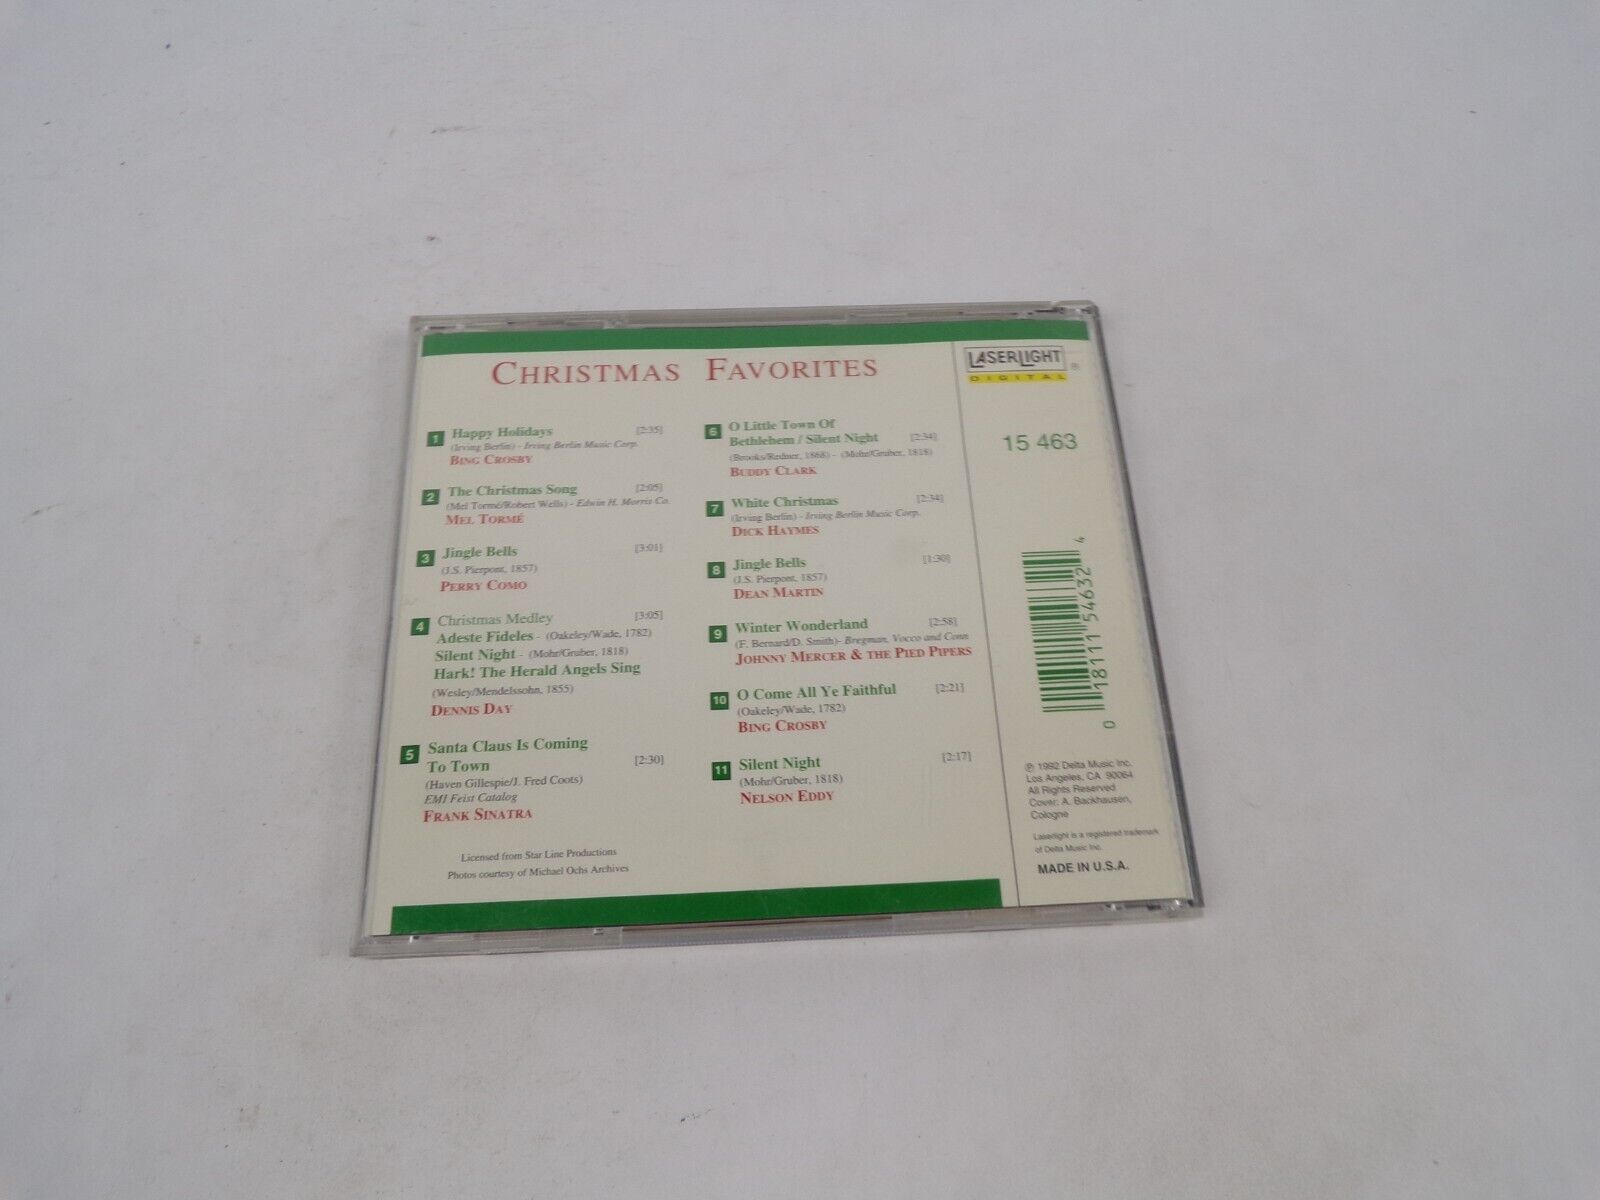 CHRISTMAS FAVORITES
1 Happy Holidays [2:35]
(Irving Berlin) - Irving Berlin Music Corp.
BING CROSBY
2 The Christmas Song [2:05]
(Mel Tormé/Robert Wells) - Edwin H. Morris Co.
MEL TORMÉ
3 Jingle Bells [3:01]
(J.S. Pierpont, 1857)
PERRY COMO
4 Christmas Medley [3:05]
Adeste Fideles - (Oakeley/Wade, 1782)
Silent Night - (Mohr/Gruber, 1818)
Hark! The Herald Angels Sing
(Wesley/Mendelssohn, 1855)
DENNIS DAY
5 Santa Claus Is Coming
To Town [2:30]
(Haven Gillespie/J. Fred Coots)
EMI Feist Catalog
FRANK SINATRA
Licensed from Star Line Productions
Photos courtesy of Michael Ochs Archives
6 O Little Town Of
Bethlehem / Silent Night [2:34]
(Brooks/Redner, 1868) - (Mohr/Gruber, 1818)
BUDDY CLARK
7 White Christmas [2:34]
(Irving Berlin) - Irving Berlin Music Corp.
DICK HAYMES
8 Jingle Bells [1:30]
(J.S. Pierpont, 1857)
DEAN MARTIN
9 Winter Wonderland [2:58]
(F. Bernard/D. Smith)- Bregman, Vocco and Conn
JOHNNY MERCER & THE PIED PIPERS
10 O Come All Ye Faithful [2:21]
(Oakeley/Wade, 1782)
BING CROSBY
11 Silent Night [2:17]
(Mohr/Gruber, 1818)
NELSON EDDY
LASERLIGHT ®
DIGITAL
15 463
0 18111 54632 4
℗ 1992 Delta Music Inc.
Los Angeles, CA 90064
All Rights Reserved
Cover: A. Backhausen,
Cologne
Laserlight is a registered trademark
of Delta Music Inc.
MADE IN U.S.A.